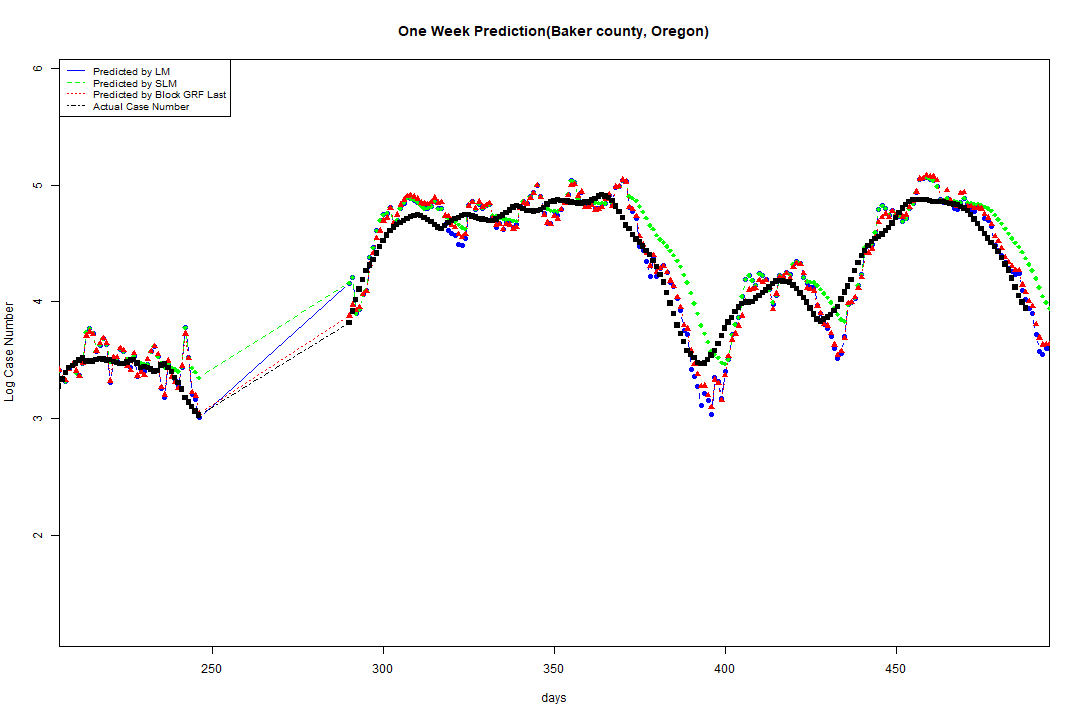 One Week Prediction(Baker county, Oregon)
Predicted by LM
Predicted by SLM
Predicted by Block GRF Last
Actual Case Number
6
5
4
3
2
Log Case Number
250 300 350 400 450
days